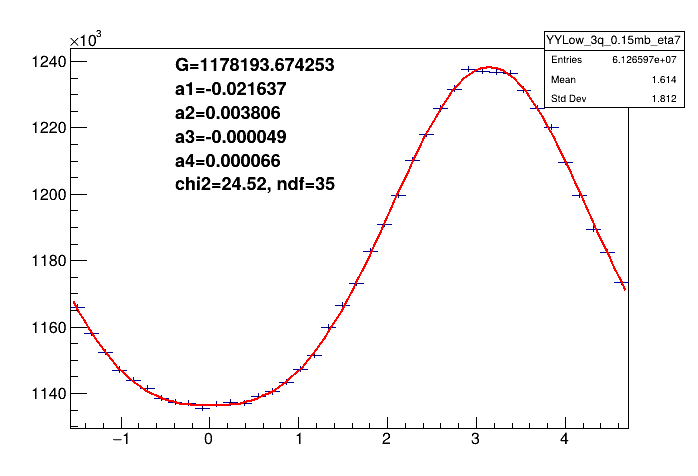 ×10³
1240
1220
1200
1180
1160
1140
G=1178193.674253
a1=-0.021637
a2=0.003806
a3=-0.000049
a4=0.000066
chi2=24.52, ndf=35
YYLow_3q_0.15mb_eta7
Entries 6.126597e+07
Mean 1.614
Std Dev 1.812
−1 0 1 2 3 4